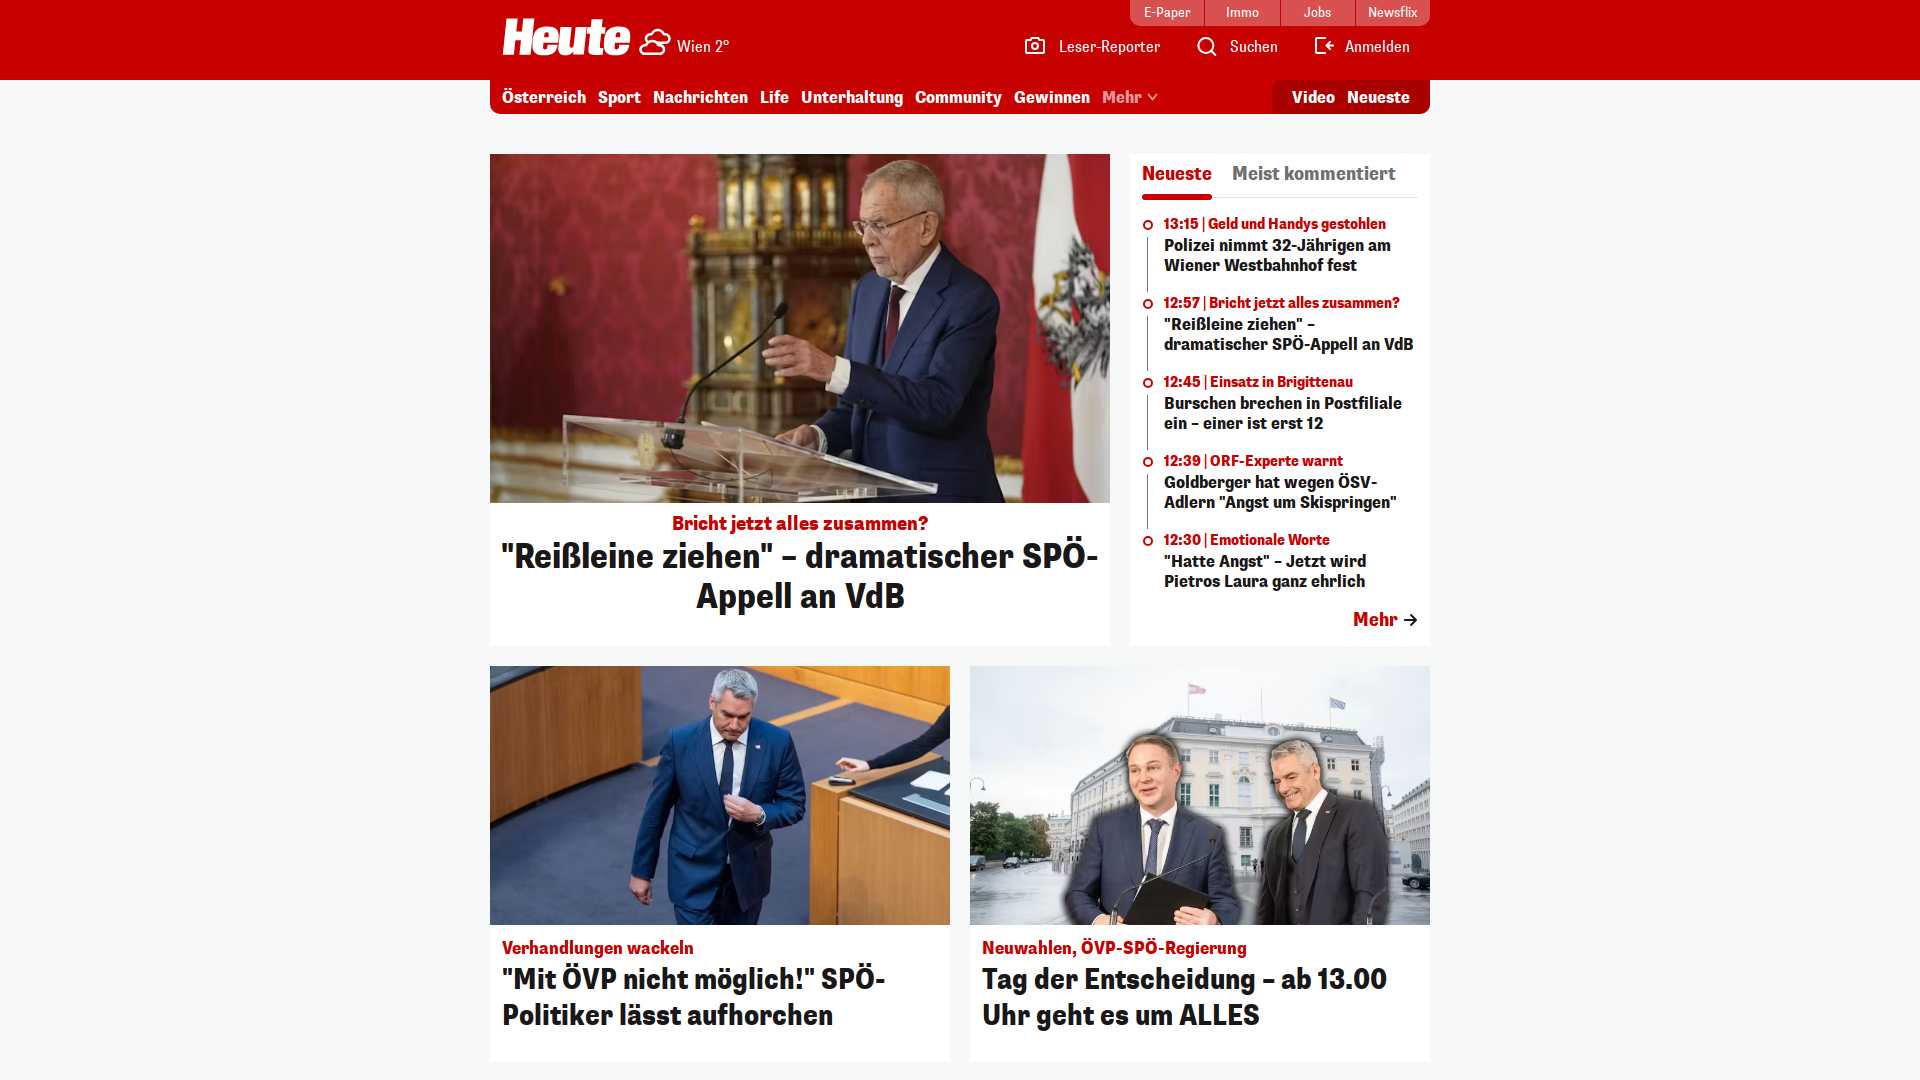 E-Paper
Immo
Jobs
Newsflix
Heute
Wien 2°
Leser-Reporter
Suchen
Anmelden
Österreich
Sport
Nachrichten
Life
Unterhaltung
Community
Gewinnen
Mehr
Video
Neueste
Bricht jetzt alles zusammen?
"Reißleine ziehen" – dramatischer SPÖ-
Appell an VdB
Neueste
Meist kommentiert
13:15 | Geld und Handys gestohlen
Polizei nimmt 32-Jährigen am
Wiener Westbahnhof fest
12:57 | Bricht jetzt alles zusammen?
"Reißleine ziehen" –
dramatischer SPÖ-Appell an VdB
12:45 | Einsatz in Brigittenau
Burschen brechen in Postfiliale
ein – einer ist erst 12
12:39 | ORF-Experte warnt
Goldberger hat wegen ÖSV-
Adlern "Angst um Skispringen"
12:30 | Emotionale Worte
"Hatte Angst" – Jetzt wird
Pietros Laura ganz ehrlich
Mehr
Verhandlungen wackeln
"Mit ÖVP nicht möglich!" SPÖ-
Politiker lässt aufhorchen
Neuwahlen, ÖVP-SPÖ-Regierung
Tag der Entscheidung – ab 13.00
Uhr geht es um ALLES